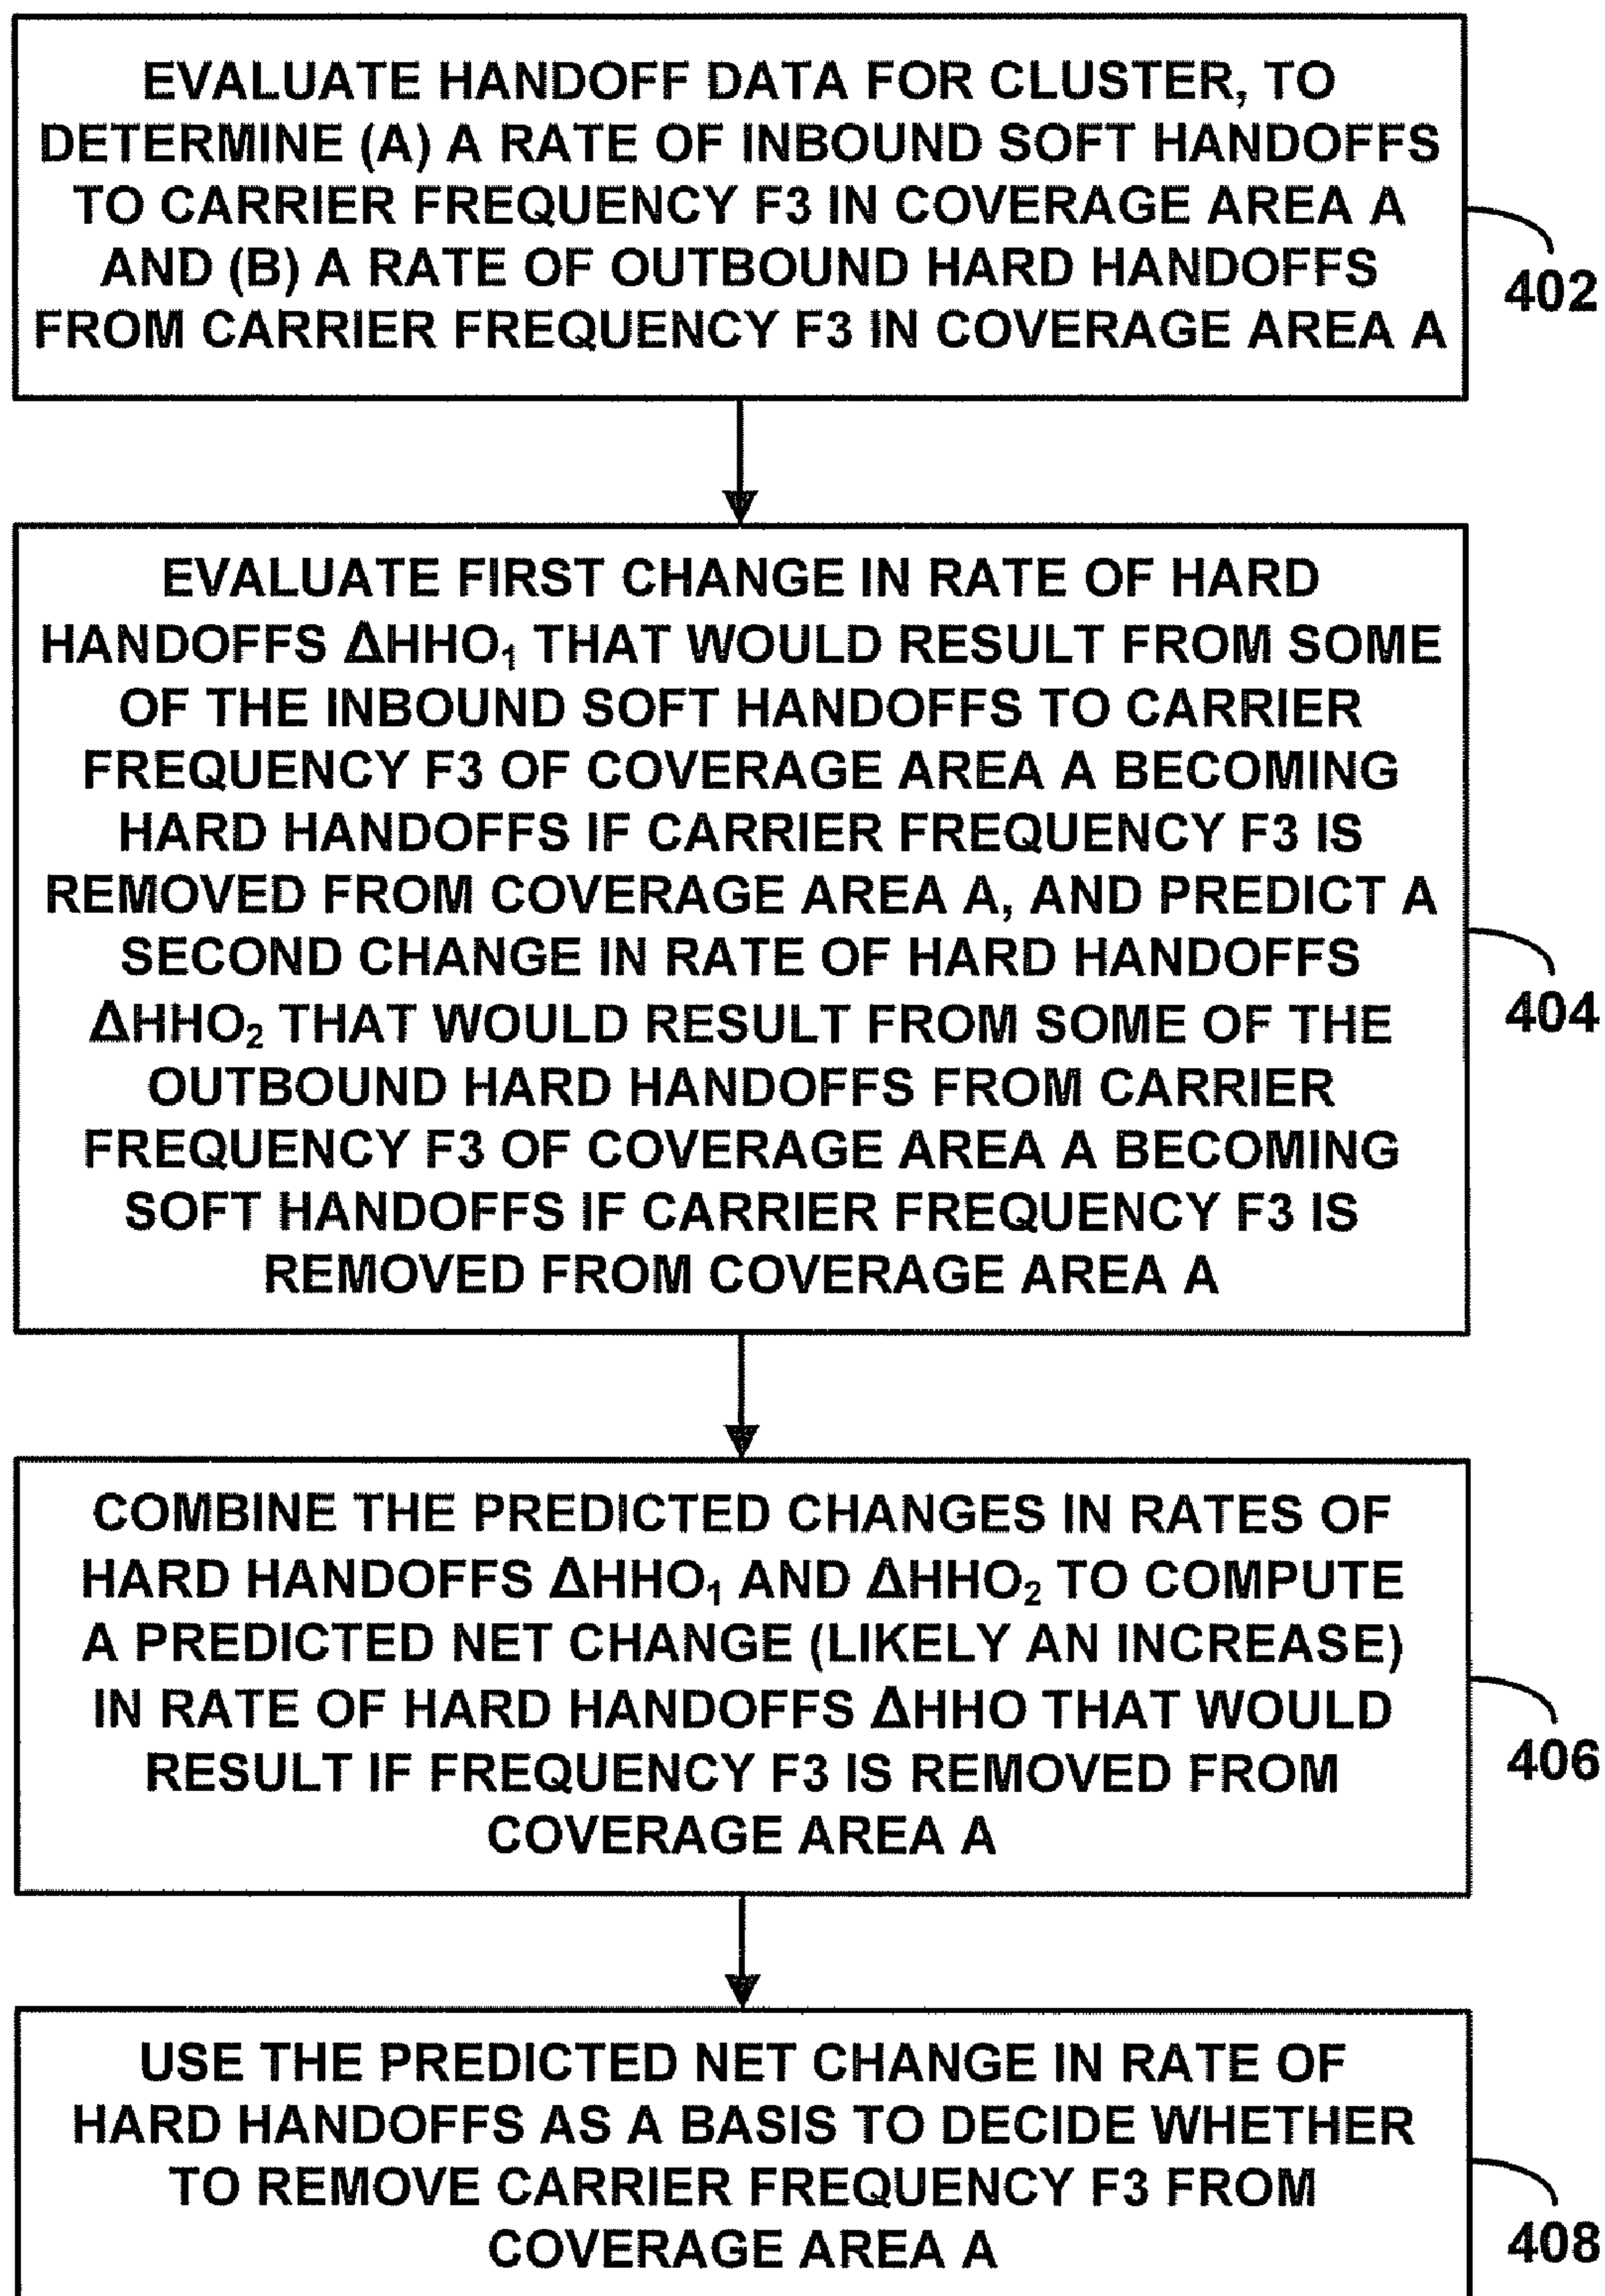 EVALUATE HANDOFF DATA FOR CLUSTER, TO
DETERMINE (A) A RATE OF INBOUND SOFT HANDOFFS
TO CARRIER FREQUENCY F3 IN COVERAGE AREA A
AND (B) A RATE OF OUTBOUND HARD HANDOFFS
FROM CARRIER FREQUENCY F3 IN COVERAGE AREA A
402
EVALUATE FIRST CHANGE IN RATE OF HARD
HANDOFFS ΔHHO₁ THAT WOULD RESULT FROM SOME
OF THE INBOUND SOFT HANDOFFS TO CARRIER
FREQUENCY F3 OF COVERAGE AREA A BECOMING
HARD HANDOFFS IF CARRIER FREQUENCY F3 IS
REMOVED FROM COVERAGE AREA A, AND PREDICT A
SECOND CHANGE IN RATE OF HARD HANDOFFS
ΔHHO₂ THAT WOULD RESULT FROM SOME OF THE
OUTBOUND HARD HANDOFFS FROM CARRIER
FREQUENCY F3 OF COVERAGE AREA A BECOMING
SOFT HANDOFFS IF CARRIER FREQUENCY F3 IS
REMOVED FROM COVERAGE AREA A
404
COMBINE THE PREDICTED CHANGES IN RATES OF
HARD HANDOFFS ΔHHO₁ AND ΔHHO₂ TO COMPUTE
A PREDICTED NET CHANGE (LIKELY AN INCREASE)
IN RATE OF HARD HANDOFFS ΔHHO THAT WOULD
RESULT IF FREQUENCY F3 IS REMOVED FROM
COVERAGE AREA A
406
USE THE PREDICTED NET CHANGE IN RATE OF
HARD HANDOFFS AS A BASIS TO DECIDE WHETHER
TO REMOVE CARRIER FREQUENCY F3 FROM
COVERAGE AREA A
408